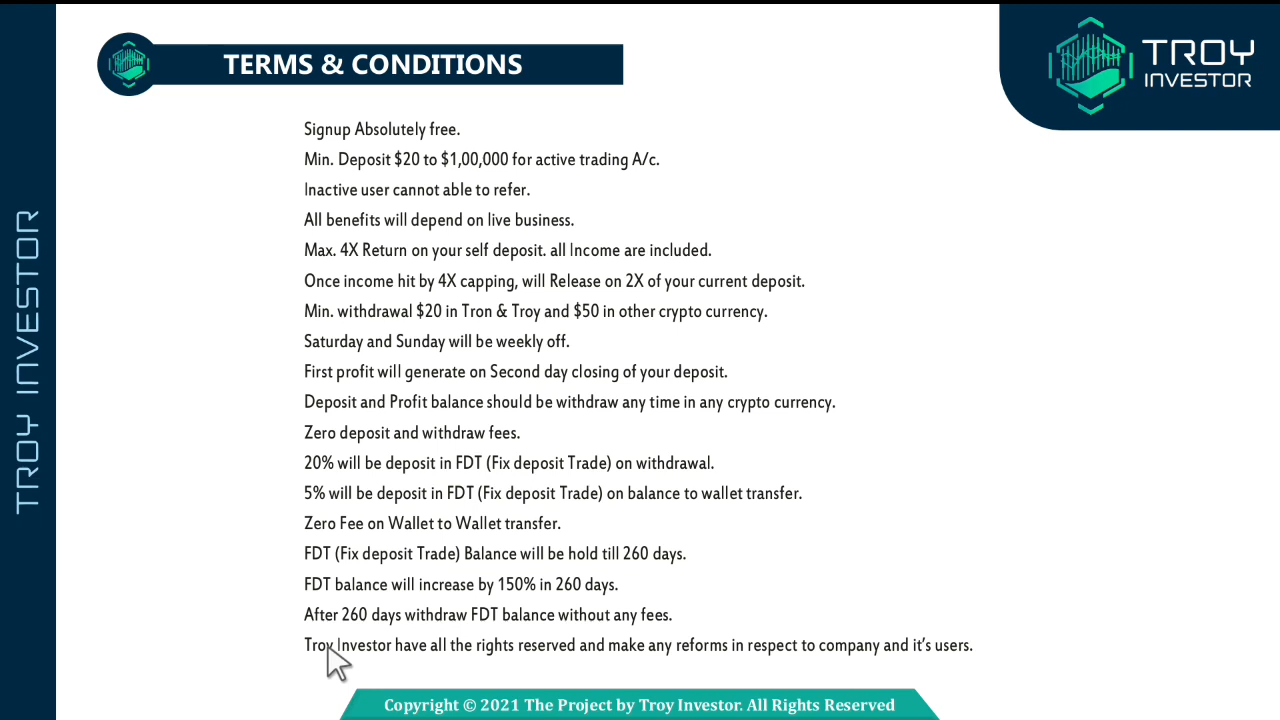 TERMS & CONDITIONS
TROY
INVESTOR
TROY INVESTOR
Signup Absolutely free.
Min. Deposit $20 to $1,00,000 for active trading A/c.
Inactive user cannot able to refer.
All benefits will depend on live business.
Max. 4X Return on your self deposit. all Income are included.
Once income hit by 4X capping, will Release on 2X of your current deposit.
Min. withdrawal $20 in Tron & Troy and $50 in other crypto currency.
Saturday and Sunday will be weekly off.
First profit will generate on Second day closing of your deposit.
Deposit and Profit balance should be withdraw any time in any crypto currency.
Zero deposit and withdraw fees.
20% will be deposit in FDT (Fix deposit Trade) on withdrawal.
5% will be deposit in FDT (Fix deposit Trade) on balance to wallet transfer.
Zero Fee on Wallet to Wallet transfer.
FDT (Fix deposit Trade) Balance will be hold till 260 days.
FDT balance will increase by 150% in 260 days.
After 260 days withdraw FDT balance without any fees.
Troy Investor have all the rights reserved and make any reforms in respect to company and it's users.
Copyright © 2021 The Project by Troy Investor. All Rights Reserved